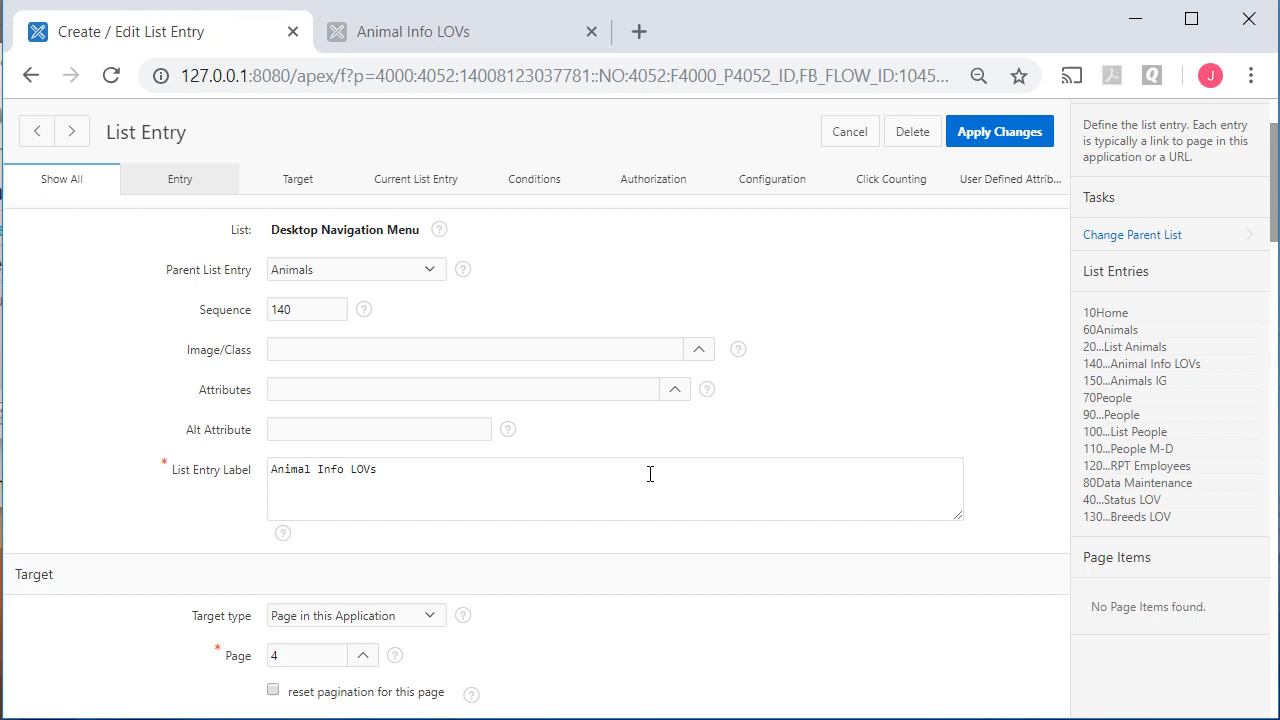 Create / Edit List Entry
Animal Info LOVs
127.0.0.1:8080/apex/f?p=4000:4052:14008123037781::NO:4052:F4000_P4052_ID,FB_FLOW_ID:1045...
J
List Entry
Cancel
Delete
Apply Changes
Show All
Entry
Target
Current List Entry
Conditions
Authorization
Configuration
Click Counting
User Defined Attrib...
List:
Desktop Navigation Menu
?
Parent List Entry
Animals
?
Sequence
140
?
Image/Class
?
Attributes
?
Alt Attribute
?
* List Entry Label
Animal Info LOVs
?
Target
Target type
Page in this Application
?
* Page
4
?
reset pagination for this page
?
Define the list entry. Each entry
is typically a link to page in this
application or a URL.
Tasks
Change Parent List
List Entries
10Home
60Animals
20...List Animals
140...Animal Info LOVs
150...Animals IG
70People
90...People
100...List People
110...People M-D
120...RPT Employees
80Data Maintenance
40...Status LOV
130...Breeds LOV
Page Items
No Page Items found.